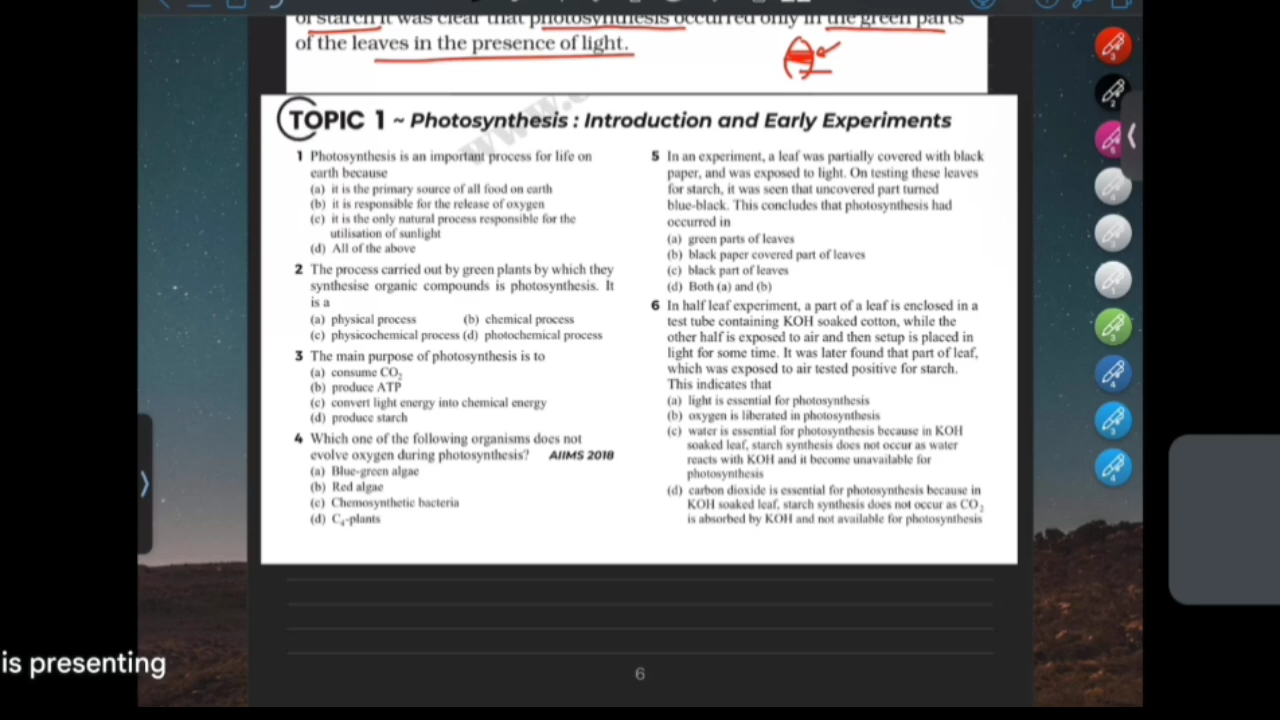 of starch it was clear that photosynthesis occurred only in the green parts
of the leaves in the presence of light.
TOPIC 1 ~ Photosynthesis : Introduction and Early Experiments
1 Photosynthesis is an important process for life on
earth because
(a) it is the primary source of all food on earth
(b) it is responsible for the release of oxygen
(c) it is the only natural process responsible for the
utilisation of sunlight
(d) All of the above
2 The process carried out by green plants by which they
synthesise organic compounds is photosynthesis. It
is a
(a) physical process (b) chemical process
(c) physicochemical process (d) photochemical process
3 The main purpose of photosynthesis is to
(a) consume CO₂
(b) produce ATP
(c) convert light energy into chemical energy
(d) produce starch
4 Which one of the following organisms does not
evolve oxygen during photosynthesis? AIIMS 2018
(a) Blue-green algae
(b) Red algae
(c) Chemosynthetic bacteria
(d) C₄-plants
5 In an experiment, a leaf was partially covered with black
paper, and was exposed to light. On testing these leaves
for starch, it was seen that uncovered part turned
blue-black. This concludes that photosynthesis had
occurred in
(a) green parts of leaves
(b) black paper covered part of leaves
(c) black part of leaves
(d) Both (a) and (b)
6 In half leaf experiment, a part of a leaf is enclosed in a
test tube containing KOH soaked cotton, while the
other half is exposed to air and then setup is placed in
light for some time. It was later found that part of leaf,
which was exposed to air tested positive for starch.
This indicates that
(a) light is essential for photosynthesis
(b) oxygen is liberated in photosynthesis
(c) water is essential for photosynthesis because in KOH
soaked leaf, starch synthesis does not occur as water
reacts with KOH and it become unavailable for
photosynthesis
(d) carbon dioxide is essential for photosynthesis because in
KOH soaked leaf, starch synthesis does not occur as CO₂
is absorbed by KOH and not available for photosynthesis
is presenting
6